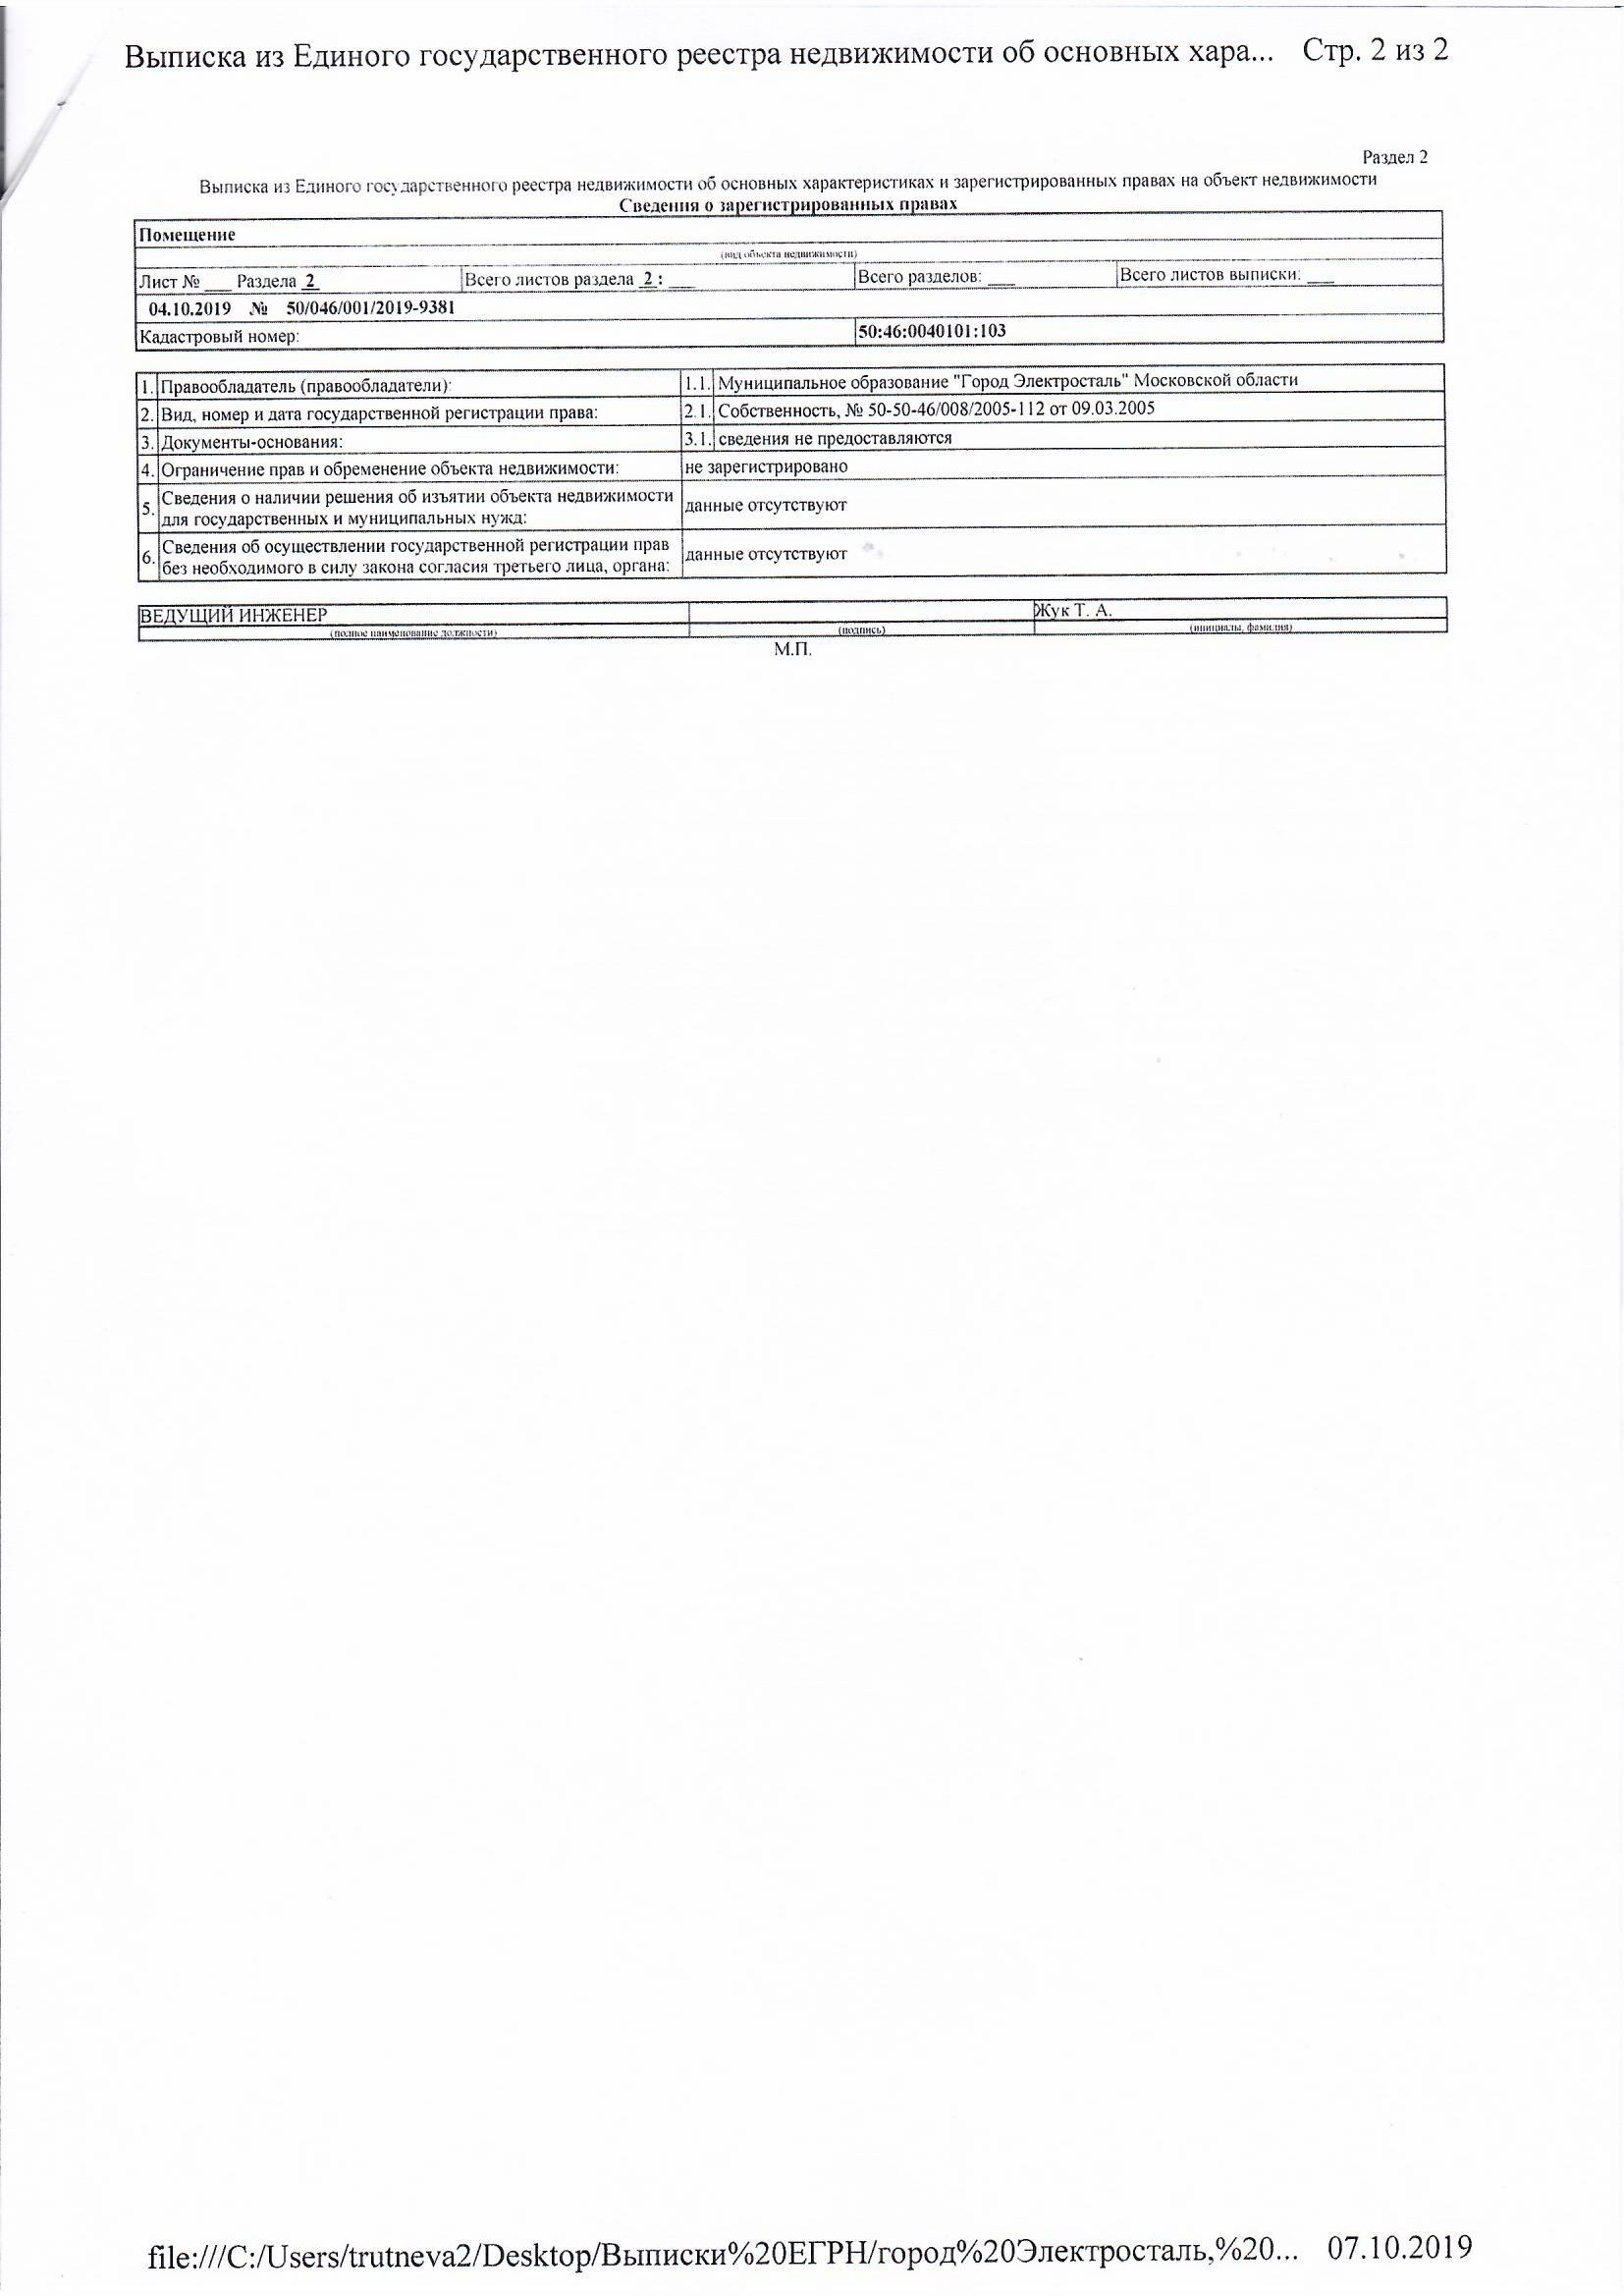 Выписка из Единого государственного реестра недвижимости об основных хара... Стр. 2 из 2
Раздел 2
Выписка из Единого государственного реестра недвижимости об основных характеристиках и зарегистрированных правах на объект недвижимости
Сведения о зарегистрированных правах
Помещение
(вид объекта недвижимости)
Лист № ___ Раздела 2 Всего листов раздела 2 : ___ Всего разделов: ___ Всего листов выписки: ___
04.10.2019 № 50/046/001/2019-9381
Кадастровый номер: 50:46:0040101:103
1. Правообладатель (правообладатели): 1.1. Муниципальное образование "Город Электросталь" Московской области
2. Вид, номер и дата государственной регистрации права: 2.1. Собственность, № 50-50-46/008/2005-112 от 09.03.2005
3. Документы-основания: 3.1. сведения не предоставляются
4. Ограничение прав и обременение объекта недвижимости: не зарегистрировано
5. Сведения о наличии решения об изъятии объекта недвижимости
для государственных и муниципальных нужд: данные отсутствуют
6. Сведения об осуществлении государственной регистрации прав
без необходимого в силу закона согласия третьего лица, органа: данные отсутствуют
ВЕДУЩИЙ ИНЖЕНЕР Жук Т. А.
(полное наименование должности) (подпись) (инициалы, фамилия)
М.П.
file:///C:/Users/trutneva2/Desktop/Выписки%20ЕГРН/город%20Электросталь,%20... 07.10.2019